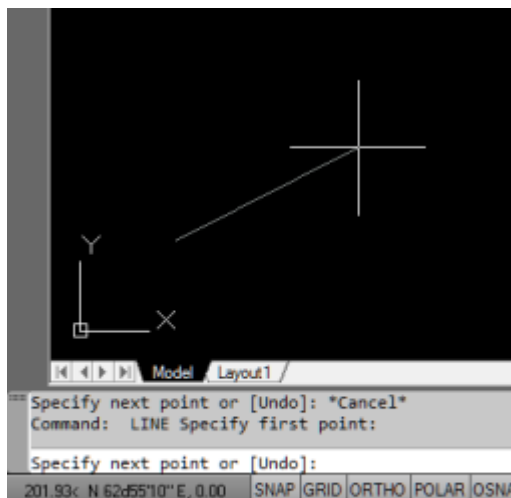 Y
X
Model Layout1
Specify next point or [Undo]: *Cancel*
Command: LINE Specify first point:
Specify next point or [Undo]:
201.93< N 62d55'10" E, 0.00 SNAP GRID ORTHO POLAR OSNA